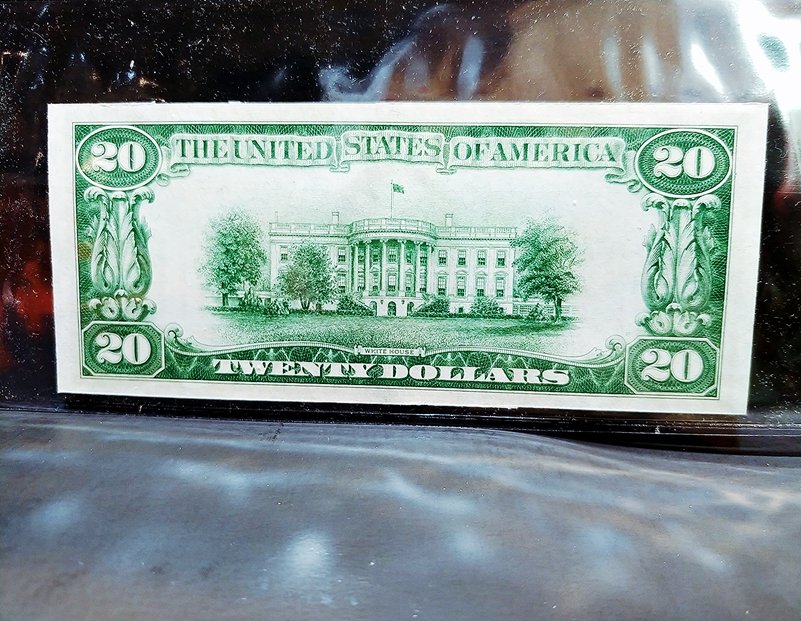 20 THE UNITED STATES OF AMERICA 20
WHITE HOUSE
20 TWENTY DOLLARS 20